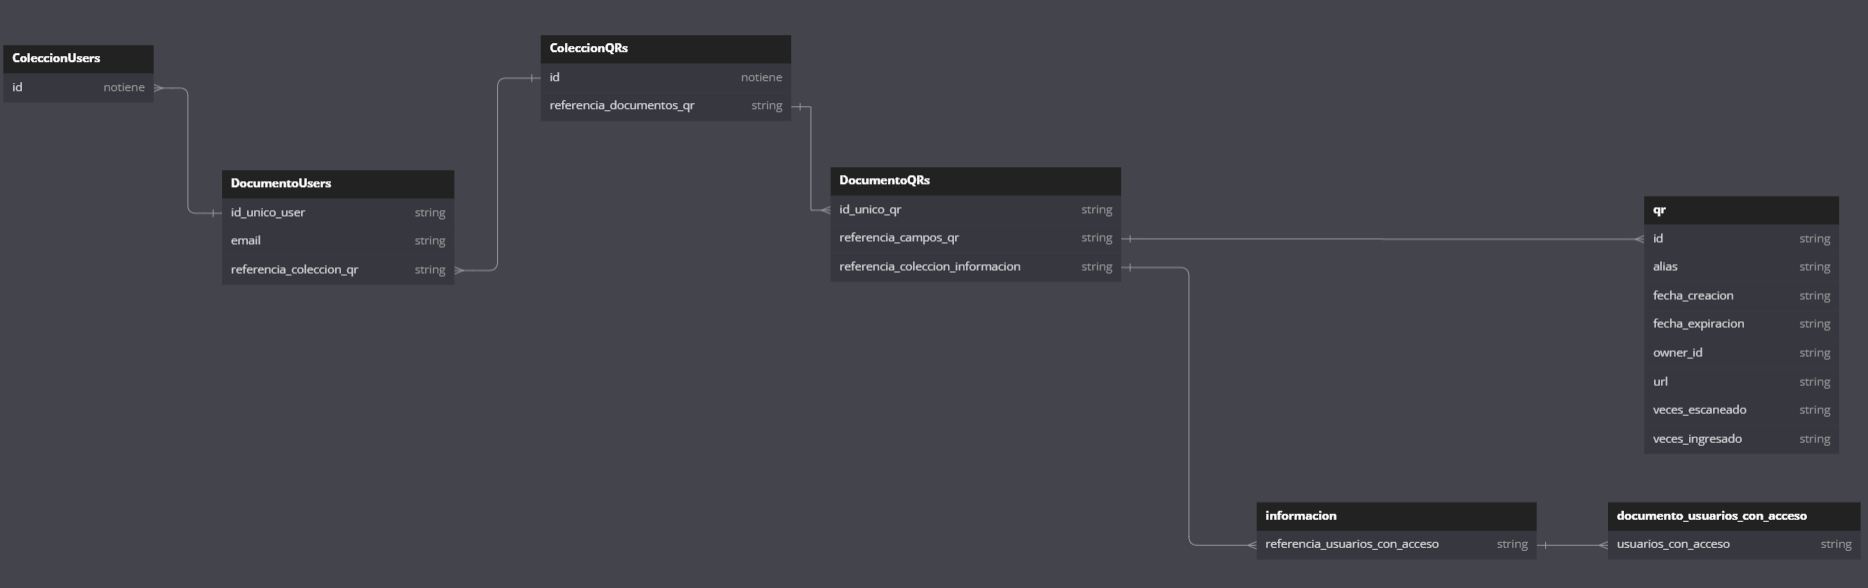 ColeccionUsers
id notiene
DocumentoUsers
id_unico_user string
email string
referencia_coleccion_qr string
ColeccionQRs
id notiene
referencia_documentos_qr string
DocumentoQRs
id_unico_qr string
referencia_campos_qr string
referencia_coleccion_informacion string
qr
id string
alias string
fecha_creacion string
fecha_expiracion string
owner_id string
url string
veces_escaneado string
veces_ingresado string
informacion
referencia_usuarios_con_acceso string
documento_usuarios_con_acceso
usuarios_con_acceso string